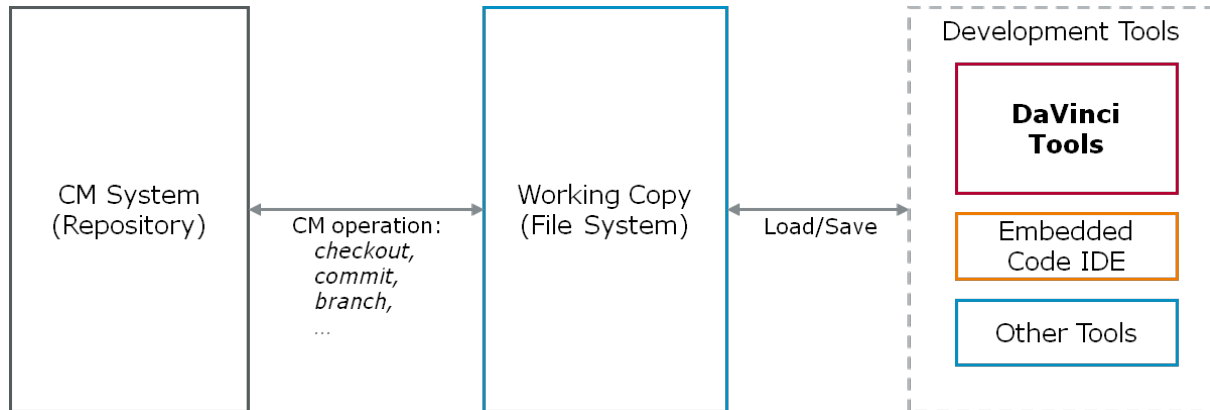 CM System
(Repository)
CM operation:
checkout,
commit,
branch,
...
Working Copy
(File System)
Load/Save
Development Tools
DaVinci
Tools
Embedded
Code IDE
Other Tools